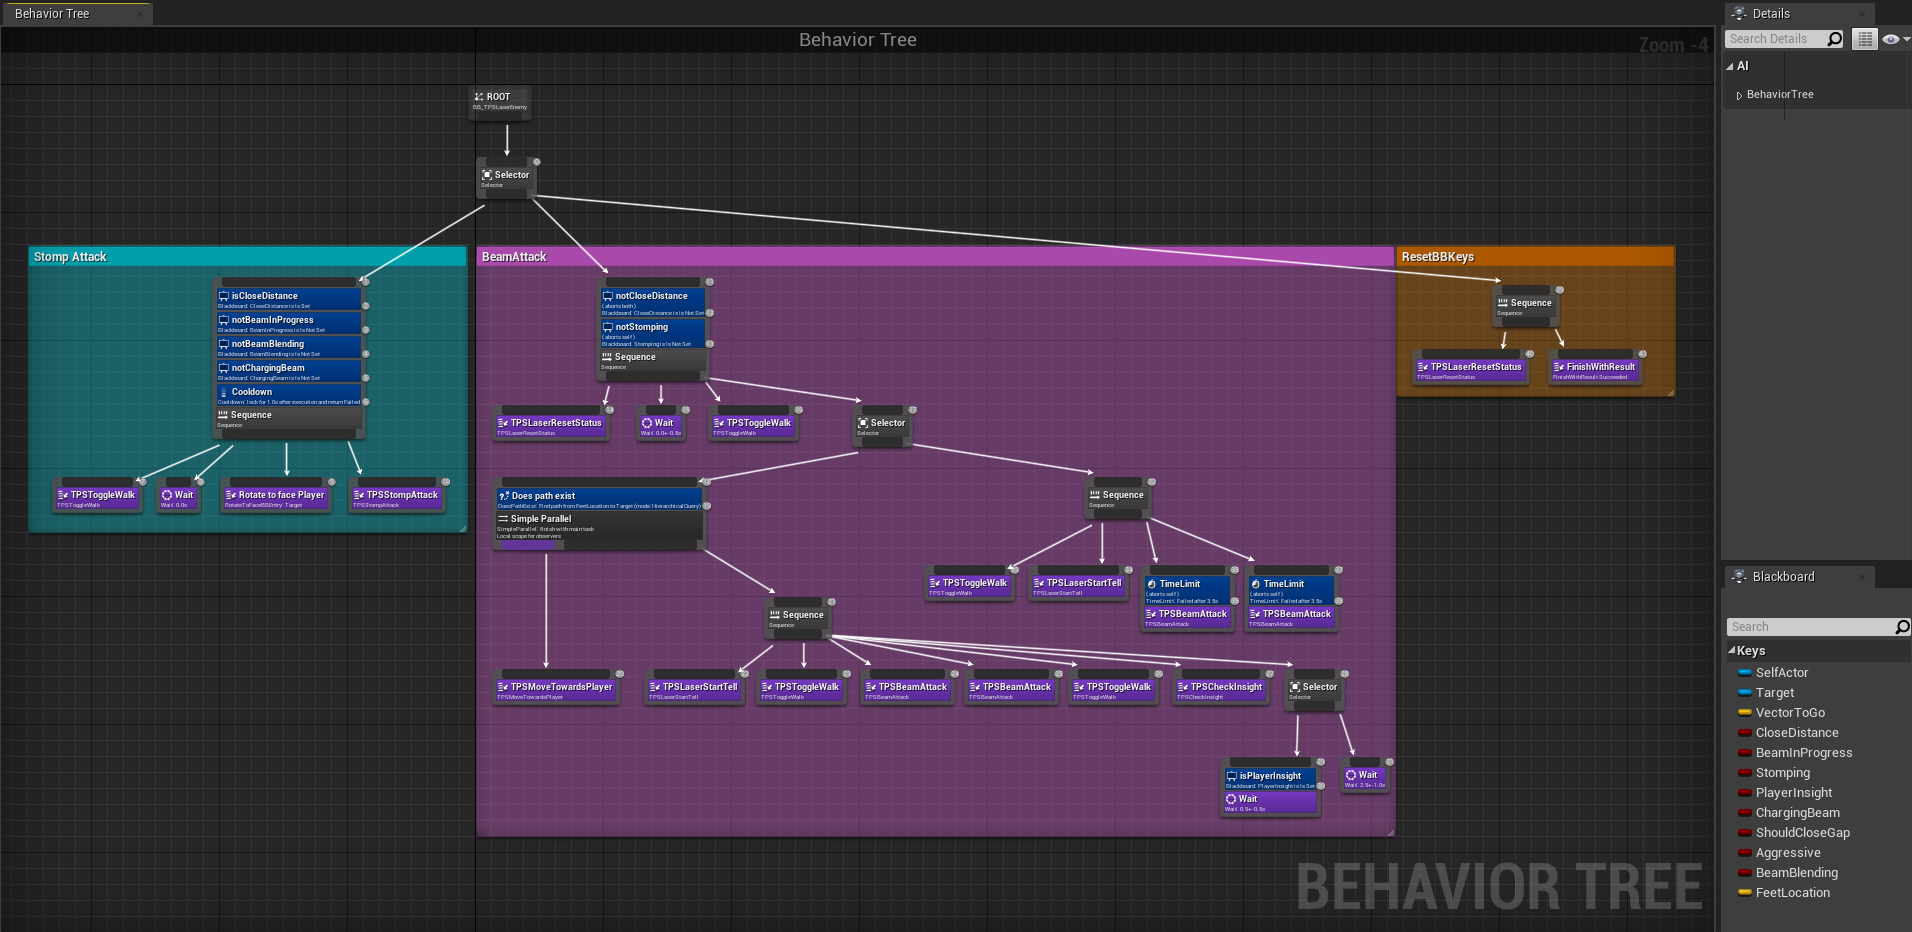 Behavior Tree
Behavior Tree
Zoom -4
ROOT
BB_TPSLaserEnemy
Selector
Selector
Stomp Attack
isCloseDistance
Blackboard: CloseDistance is Is Set
notBeamInProgress
Blackboard: BeamInProgress is Is Not Set
notBeamBlending
Blackboard: BeamBlending is Is Not Set
notChargingBeam
Blackboard: ChargingBeam is Is Not Set
Cooldown
Cooldown: lock for 1.0s after execution and return Failed
Sequence
Sequence
TPSToggleWalk
TPSToggleWalk
Wait
Wait: 0.0s
Rotate to face Player
RotateToFaceBBEntry: Target
TPSStompAttack
TPSStompAttack
BeamAttack
notCloseDistance
(aborts both)
Blackboard: CloseDistance is Is Not Set
notStomping
(aborts self)
Blackboard: Stomping is Is Not Set
Sequence
Sequence
TPSLaserResetStatus
TPSLaserResetStatus
Wait
Wait: 0.0+-0.5s
TPSToggleWalk
TPSToggleWalk
Selector
Selector
Does path exist
DoesPathExist: Find path from FeetLocation to Target (mode: HierarchicalQuery)
Simple Parallel
SimpleParallel: finish with main task
Local scope for observers
Sequence
Sequence
TPSToggleWalk
TPSToggleWalk
TPSLaserStartTell
TPSLaserStartTell
TimeLimit
(aborts self)
TimeLimit: Failed after 3.5s
TPSBeamAttack
TPSBeamAttack
TimeLimit
(aborts self)
TimeLimit: Failed after 3.5s
TPSBeamAttack
TPSBeamAttack
Sequence
Sequence
TPSMoveTowardsPlayer
TPSMoveTowardsPlayer
TPSLaserStartTell
TPSLaserStartTell
TPSToggleWalk
TPSToggleWalk
TPSBeamAttack
TPSBeamAttack
TPSBeamAttack
TPSBeamAttack
TPSToggleWalk
TPSToggleWalk
TPSCheckInsight
TPSCheckInsight
Selector
Selector
isPlayerInsight
Blackboard: PlayerInsight is Is Set
Wait
Wait: 0.5+-0.5s
Wait
Wait: 2.5+-1.0s
ResetBBKeys
Sequence
Sequence
TPSLaserResetStatus
TPSLaserResetStatus
FinishWithResult
FinishWithResult: Succeeded
BEHAVIOR TREE
Details
Search Details
AI
BehaviorTree
Blackboard
Search
Keys
SelfActor
Target
VectorToGo
CloseDistance
BeamInProgress
Stomping
PlayerInsight
ChargingBeam
ShouldCloseGap
Aggressive
BeamBlending
FeetLocation